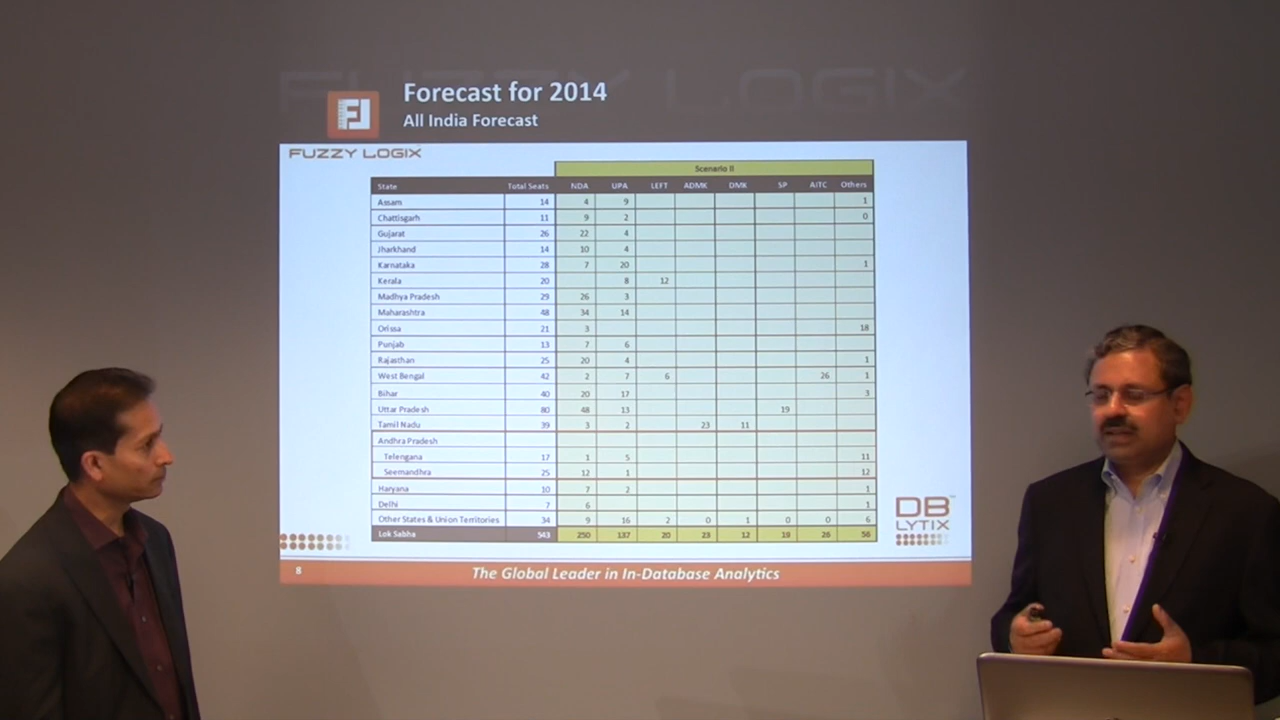 FUZZY LOGIX
Forecast for 2014
All India Forecast
FUZZY LOGIX
Scenario II
State Total Seats NDA UPA LEFT ADMK DMK SP AITC Others
Assam 14 4 9 1
Chattisgarh 11 9 2 0
Gujarat 26 22 4
Jharkhand 14 10 4
Karnataka 28 7 20 1
Kerala 20 8 12
Madhya Pradesh 29 26 3
Maharashtra 48 34 14
Orissa 21 3 18
Punjab 13 7 6
Rajasthan 25 20 4 1
West Bengal 42 2 7 6 26 1
Bihar 40 20 17 3
Uttar Pradesh 80 48 13 19
Tamil Nadu 39 3 2 23 11
Andhra Pradesh
Telengana 17 1 5 11
Seemandhra 25 12 1 12
Haryana 10 7 2 1
Delhi 7 6 1
Other States & Union Territories 34 9 16 2 0 1 0 0 6
Lok Sabha 543 250 137 20 23 12 19 26 56
DB
LYTIX
8 The Global Leader in In-Database Analytics